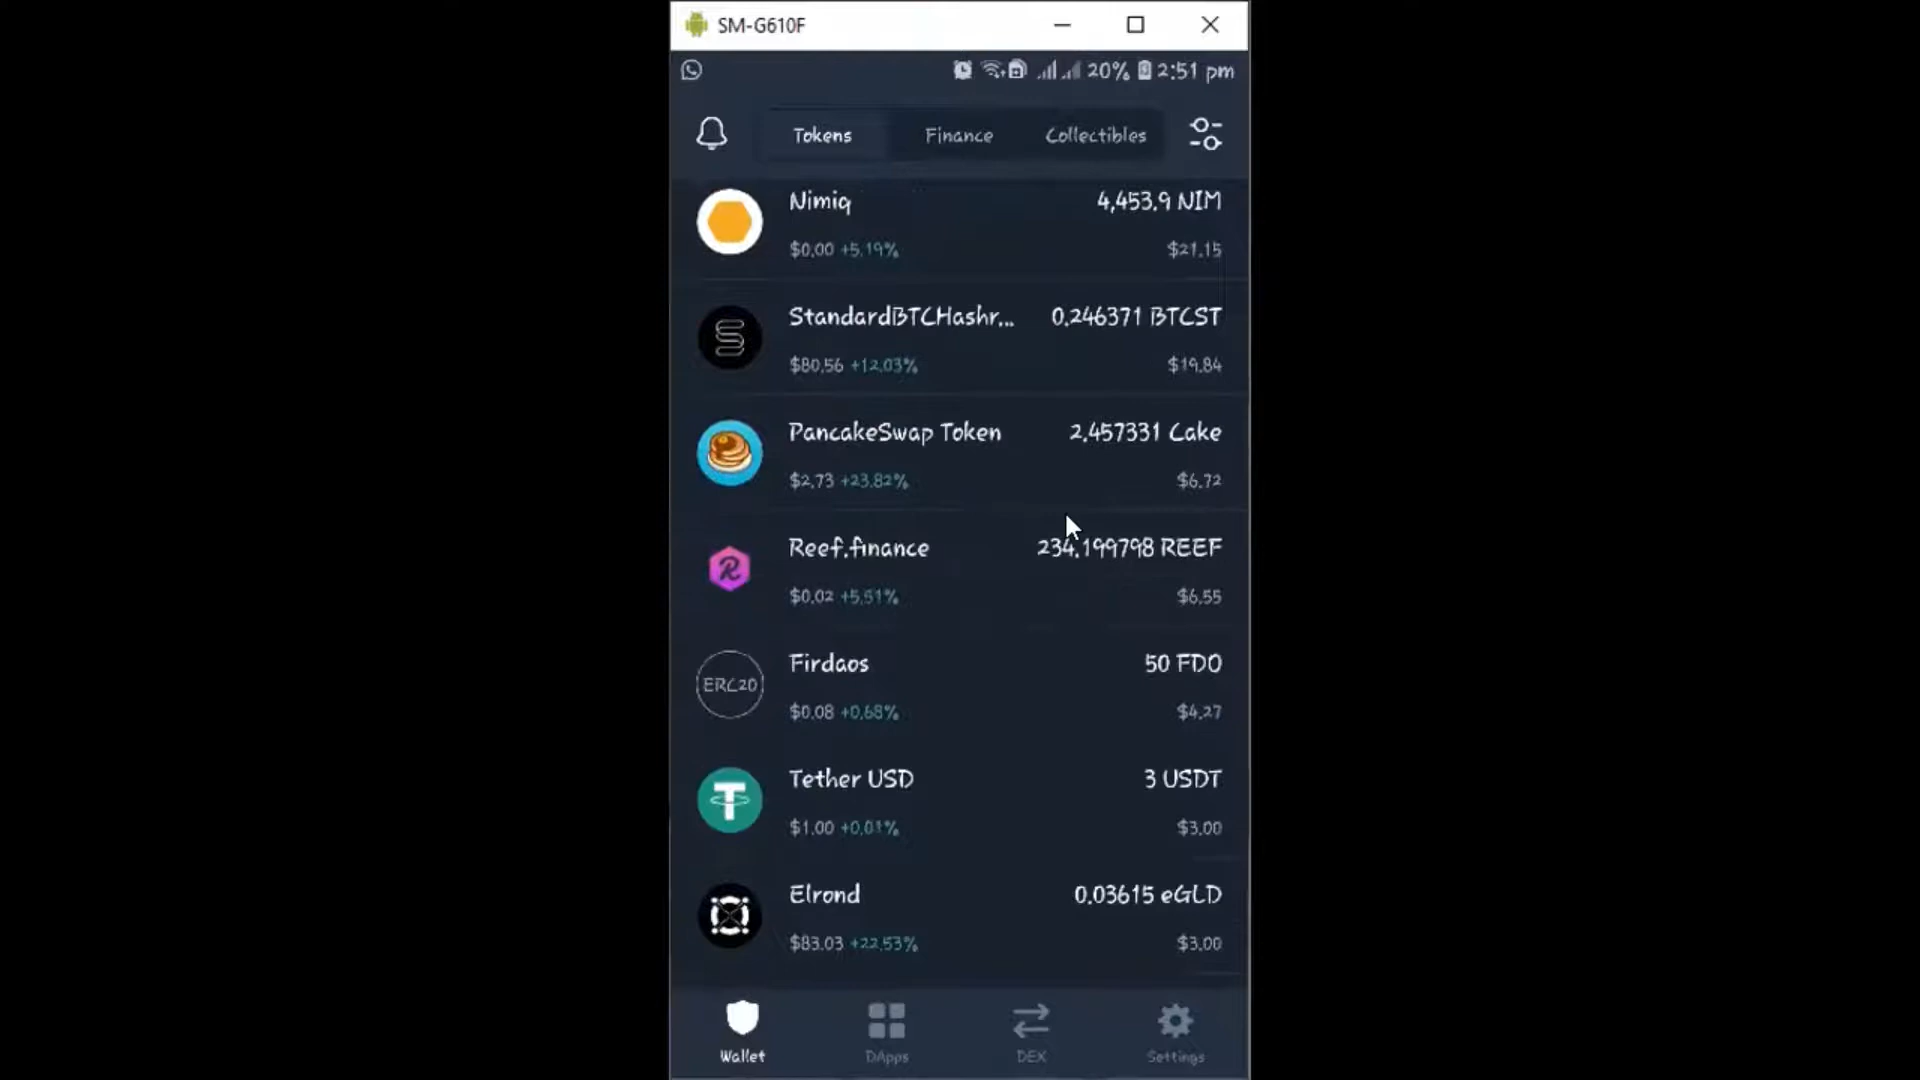 SM-G610F
20% 2:51 pm
Tokens Finance Collectibles
Nimiq 4,453.9 NIM
$0.00 +5.19% $21.15
StandardBTCHashr... 0.246371 BTCST
$80.56 +12.03% $19.84
PancakeSwap Token 2.457331 Cake
$2.73 +23.82% $6.72
Reef.finance 234.199798 REEF
R
$0.02 +5.51% $6.55
Firdaos 50 FDO
ERC20
$0.08 +0.68% $4.27
Tether USD 3 USDT
$1.00 +0.01% $3.00
Elrond 0.03615 eGLD
$83.03 +22.53% $3.00
Wallet DApps DEX Settings